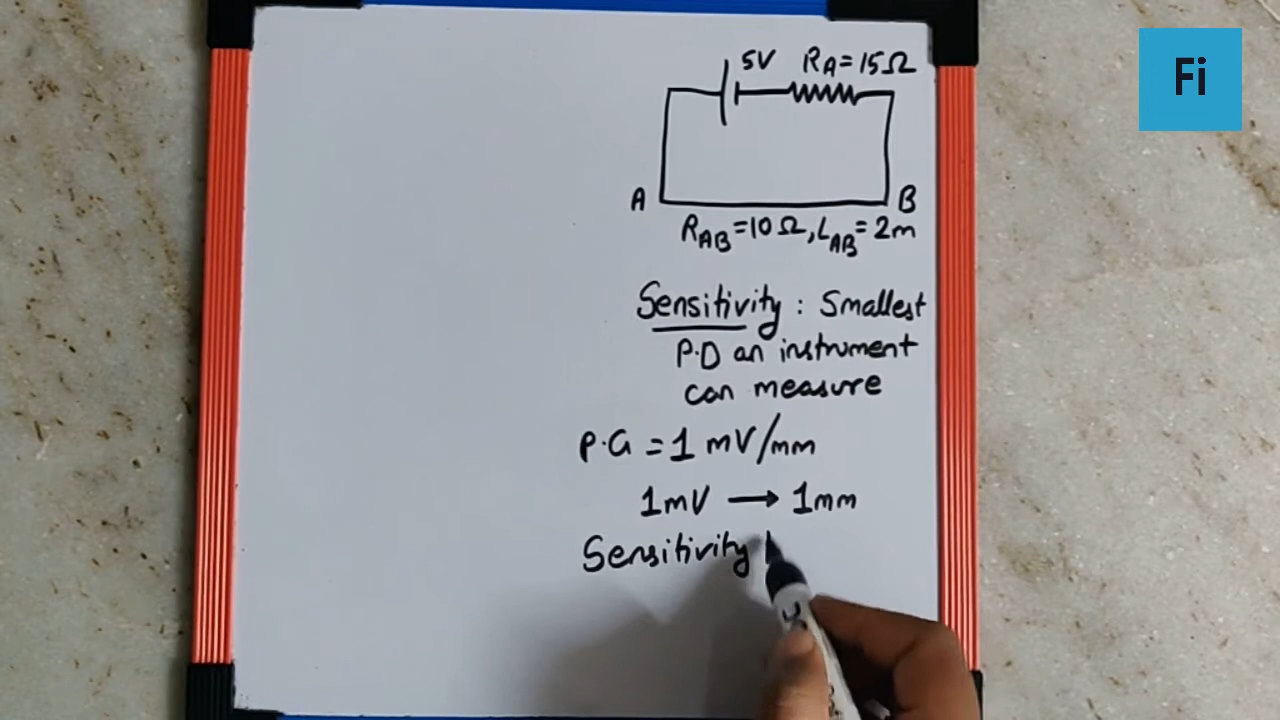 Fi
5V RA=15Ω
A B
RAB=10Ω, LAB=2m
Sensitivity : Smallest
P.D an instrument
can measure
P.G = 1 mV/mm
1mV → 1mm
Sensitivity